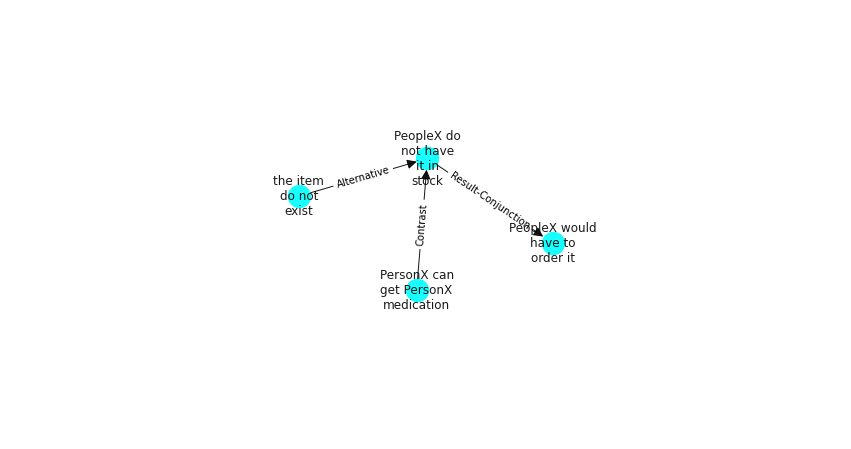 PeopleX do
not have
it in
stock
Alternative
the item
do not
exist
Result-Conjunction
Contrast
PeopleX would
have to
order it
PersonX can
get PersonX
medication